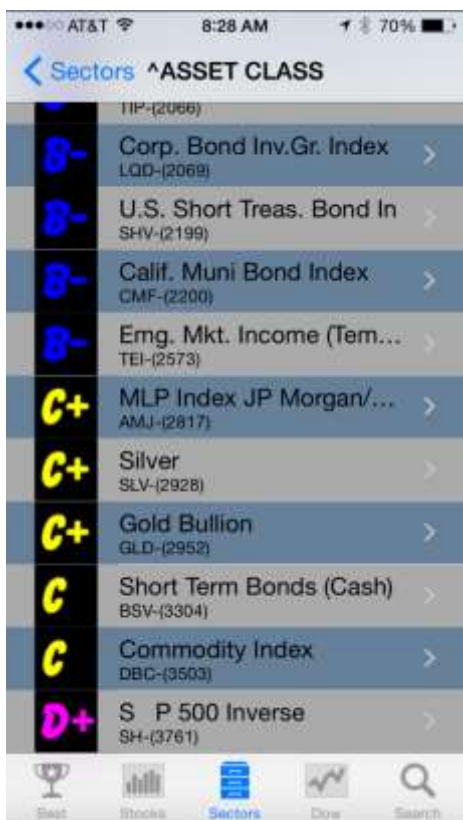 AT&T 8:28 AM 70%
Sectors ^ASSET CLASS
TIP-(2066)
B- Corp. Bond Inv.Gr. Index
LQD-(2069)
B- U.S. Short Treas. Bond In
SHV-(2199)
B- Calif. Muni Bond Index
CMF-(2200)
B- Emg. Mkt. Income (Tem...
TEI-(2573)
C+ MLP Index JP Morgan/...
AMJ-(2817)
C+ Silver
SLV-(2928)
C+ Gold Bullion
GLD-(2952)
C Short Term Bonds (Cash)
BSV-(3304)
C Commodity Index
DBC-(3503)
D+ S P 500 Inverse
SH-(3761)
Best Stocks Sectors Dow Search